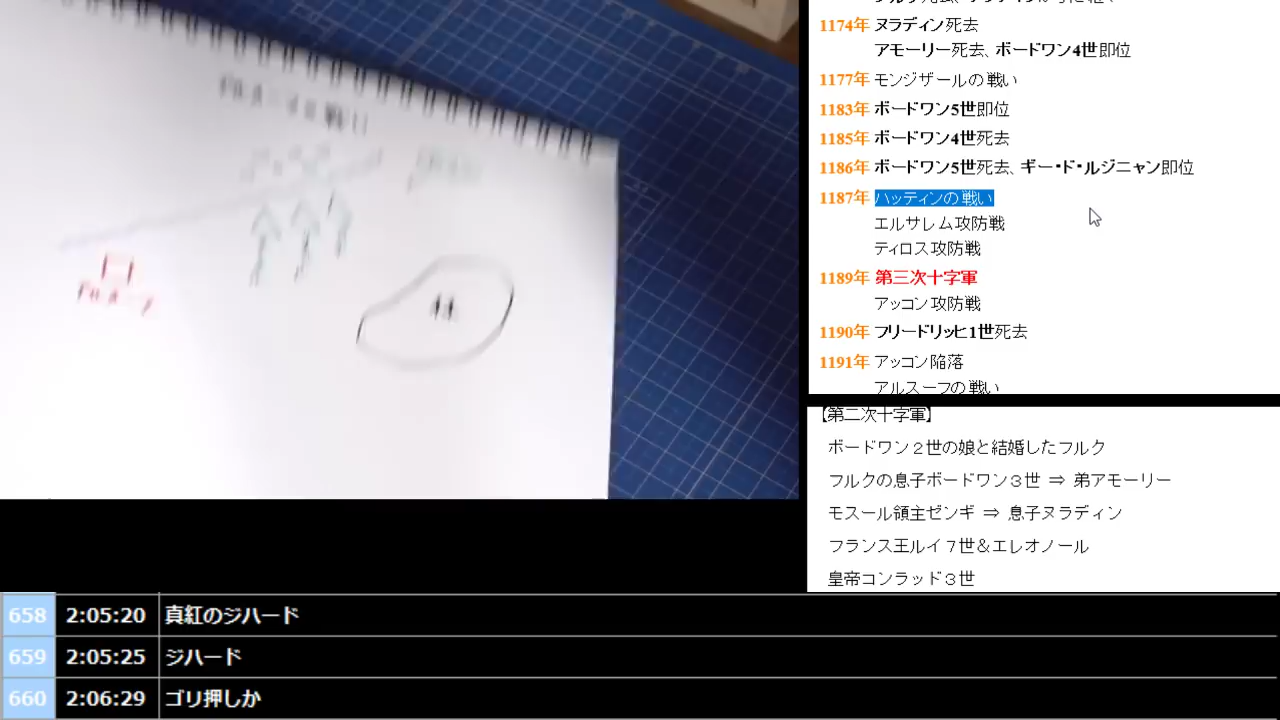 の戦い
1174年 ヌラディン死去
アモーリー死去、ボードワン4世即位
1177年 モンジザールの戦い
1183年 ボードワン5世即位
1185年 ボードワン4世死去
1186年 ボードワン5世死去、ギー・ド・ルジニャン即位
1187年 ハッティンの戦い
エルサレム攻防戦
ティロス攻防戦
1189年 第三次十字軍
アッコン攻防戦
1190年 フリードリッヒ1世死去
1191年 アッコン陥落
アルスーフの戦い
【第二次十字軍】
ボードワン２世の娘と結婚したフルク
フルクの息子ボードワン３世 ⇒ 弟アモーリー
モスール領主ゼンギ ⇒ 息子ヌラディン
フランス王ルイ７世＆エレオノール
皇帝コンラッド３世
658 2:05:20 真紅のジハード
659 2:05:25 ジハード
660 2:06:29 ゴリ押しか